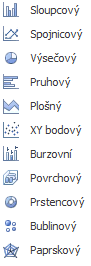 Sloupcový
Spojnicový
Výsečový
Pruhový
Plošný
XY bodový
Burzovní
Povrchový
Prstencový
Bublinový
Paprskový